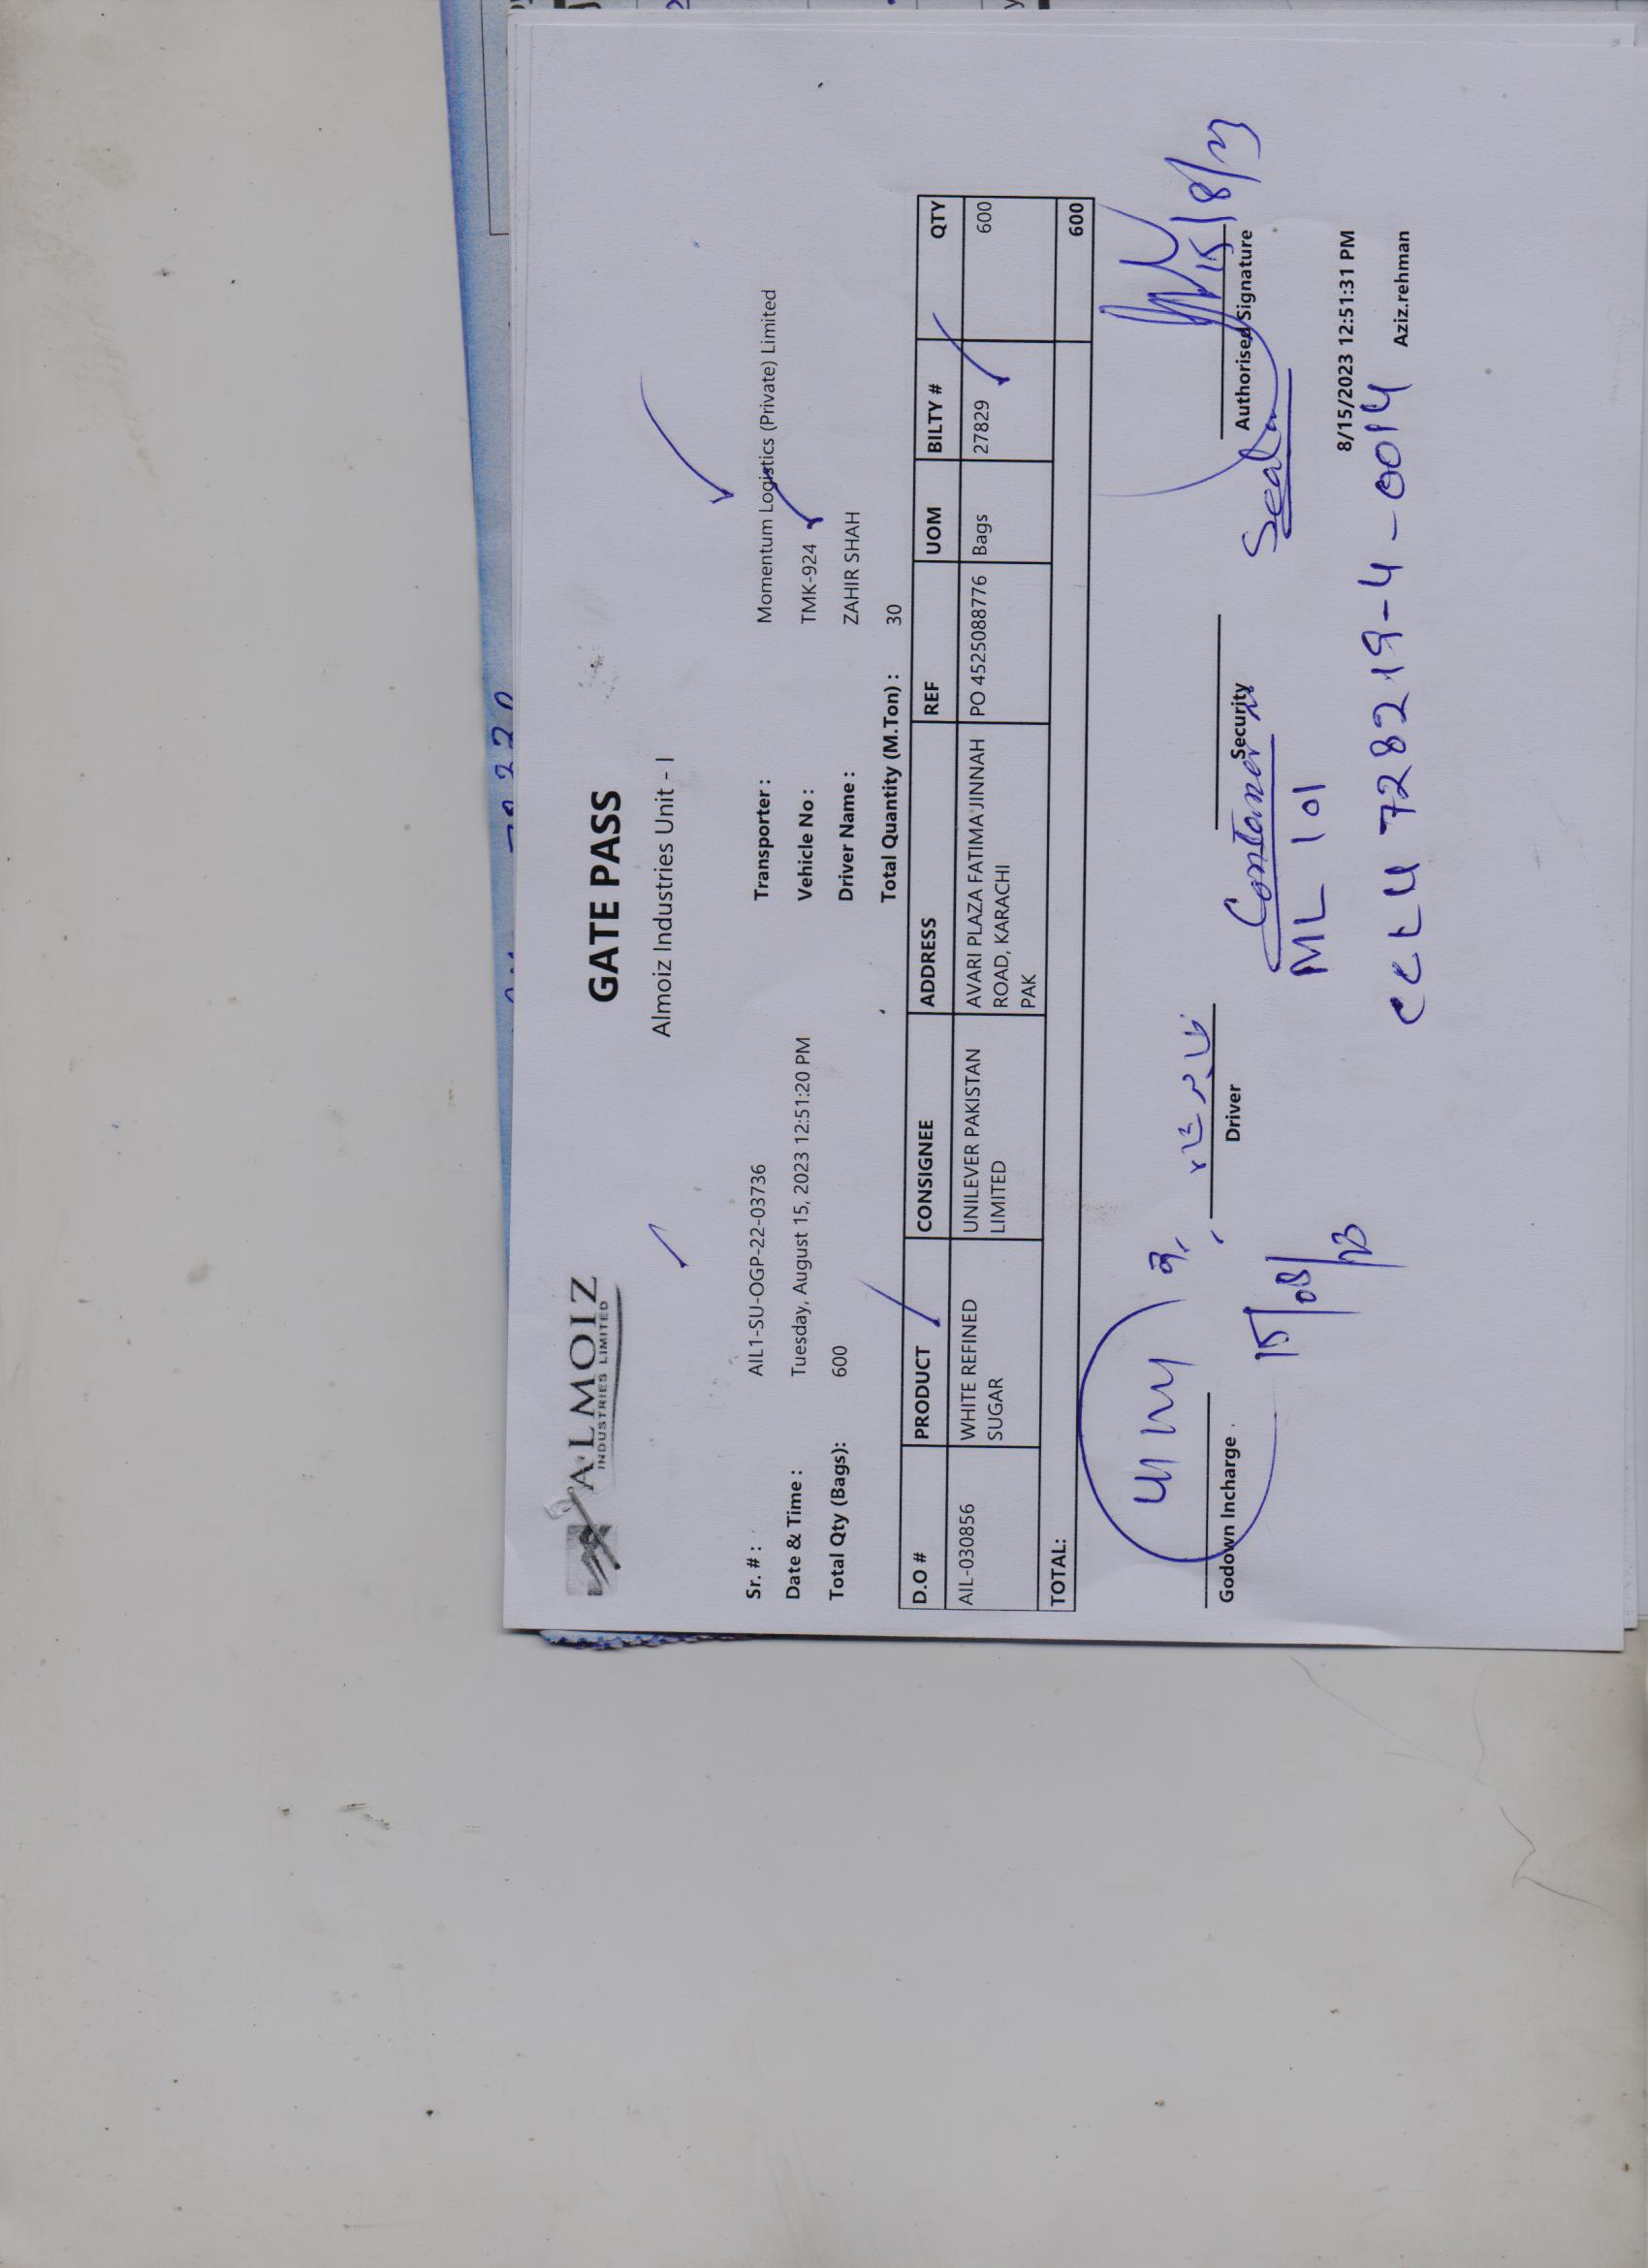 ALMOIZ
INDUSTRIES LIMITED
GATE PASS
Almoiz Industries Unit - I
Sr. # : AIL1-SU-OGP-22-03736
Transporter : Momentum Logistics (Private) Limited
Date & Time : Tuesday, August 15, 2023 12:51:20 PM
Vehicle No : TMK-924
Total Qty (Bags): 600
Driver Name : ZAHIR SHAH
Total Quantity (M.Ton) : 30
D.O # PRODUCT CONSIGNEE ADDRESS REF UOM BILTY # QTY
AIL-030856 WHITE REFINED UNILEVER PAKISTAN AVARI PLAZA FATIMA JINNAH PO 4525088776 Bags 27829 600
SUGAR LIMITED ROAD, KARACHI
PAK
TOTAL: 600
15/8/23
Godown Incharge Driver Security Authorised Signature
15/08/23
Container
Seal
ML 101
8/15/2023 12:51:31 PM
728219-4-0014
Aziz.rehman